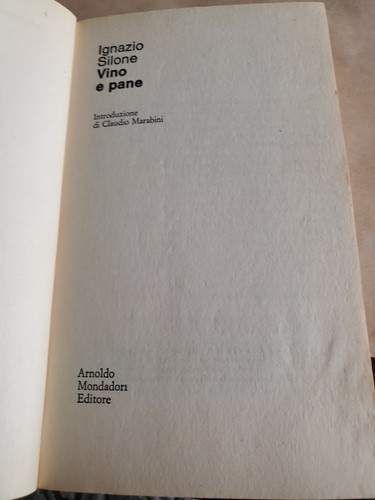 Ignazio
Silone
Vino
e pane
Introduzione
di Claudio Marabini
Arnoldo
Mondadori
Editore